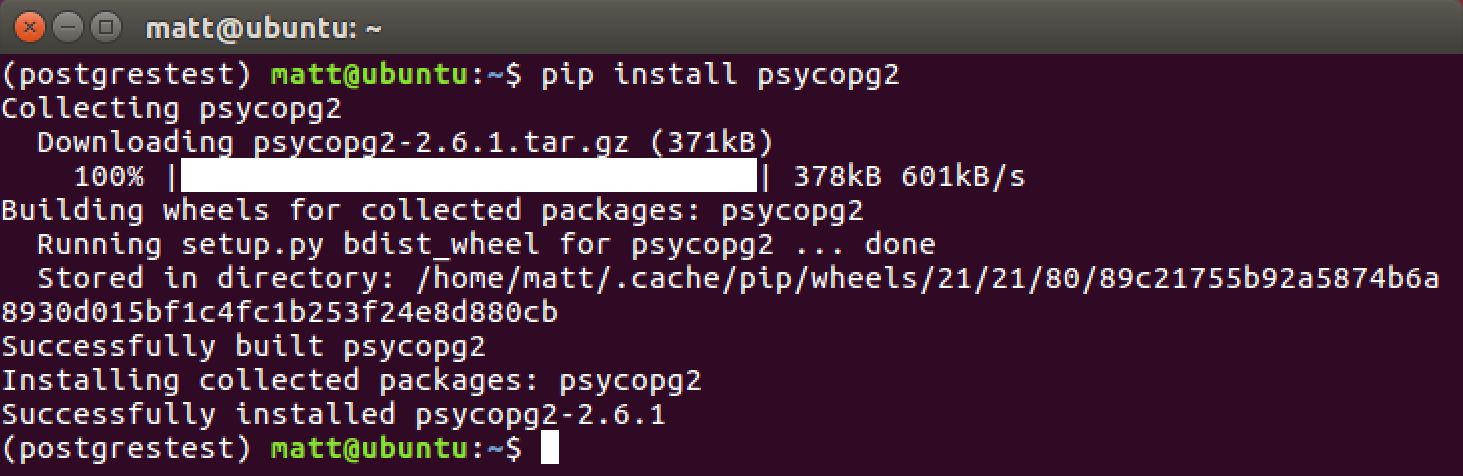 matt@ubuntu: ~
(postgrestest) matt@ubuntu:~$ pip install psycopg2
Collecting psycopg2
  Downloading psycopg2-2.6.1.tar.gz (371kB)
    100% |████████████████████████████████| 378kB 601kB/s
Building wheels for collected packages: psycopg2
  Running setup.py bdist_wheel for psycopg2 ... done
  Stored in directory: /home/matt/.cache/pip/wheels/21/21/80/89c21755b92a5874b6a
8930d015bf1c4fc1b253f24e8d880cb
Successfully built psycopg2
Installing collected packages: psycopg2
Successfully installed psycopg2-2.6.1
(postgrestest) matt@ubuntu:~$